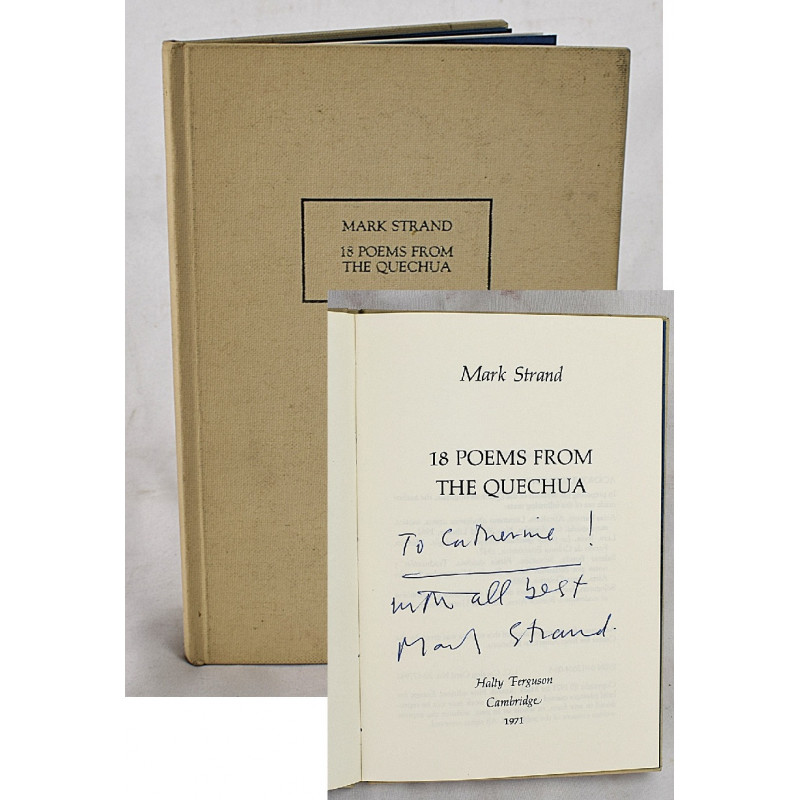 MARK STRAND
18 POEMS FROM
THE QUECHUA
Mark Strand
18 POEMS FROM
THE QUECHUA
To Catherine !
with all best
Mark Strand.
Halty Ferguson
Cambridge
1971